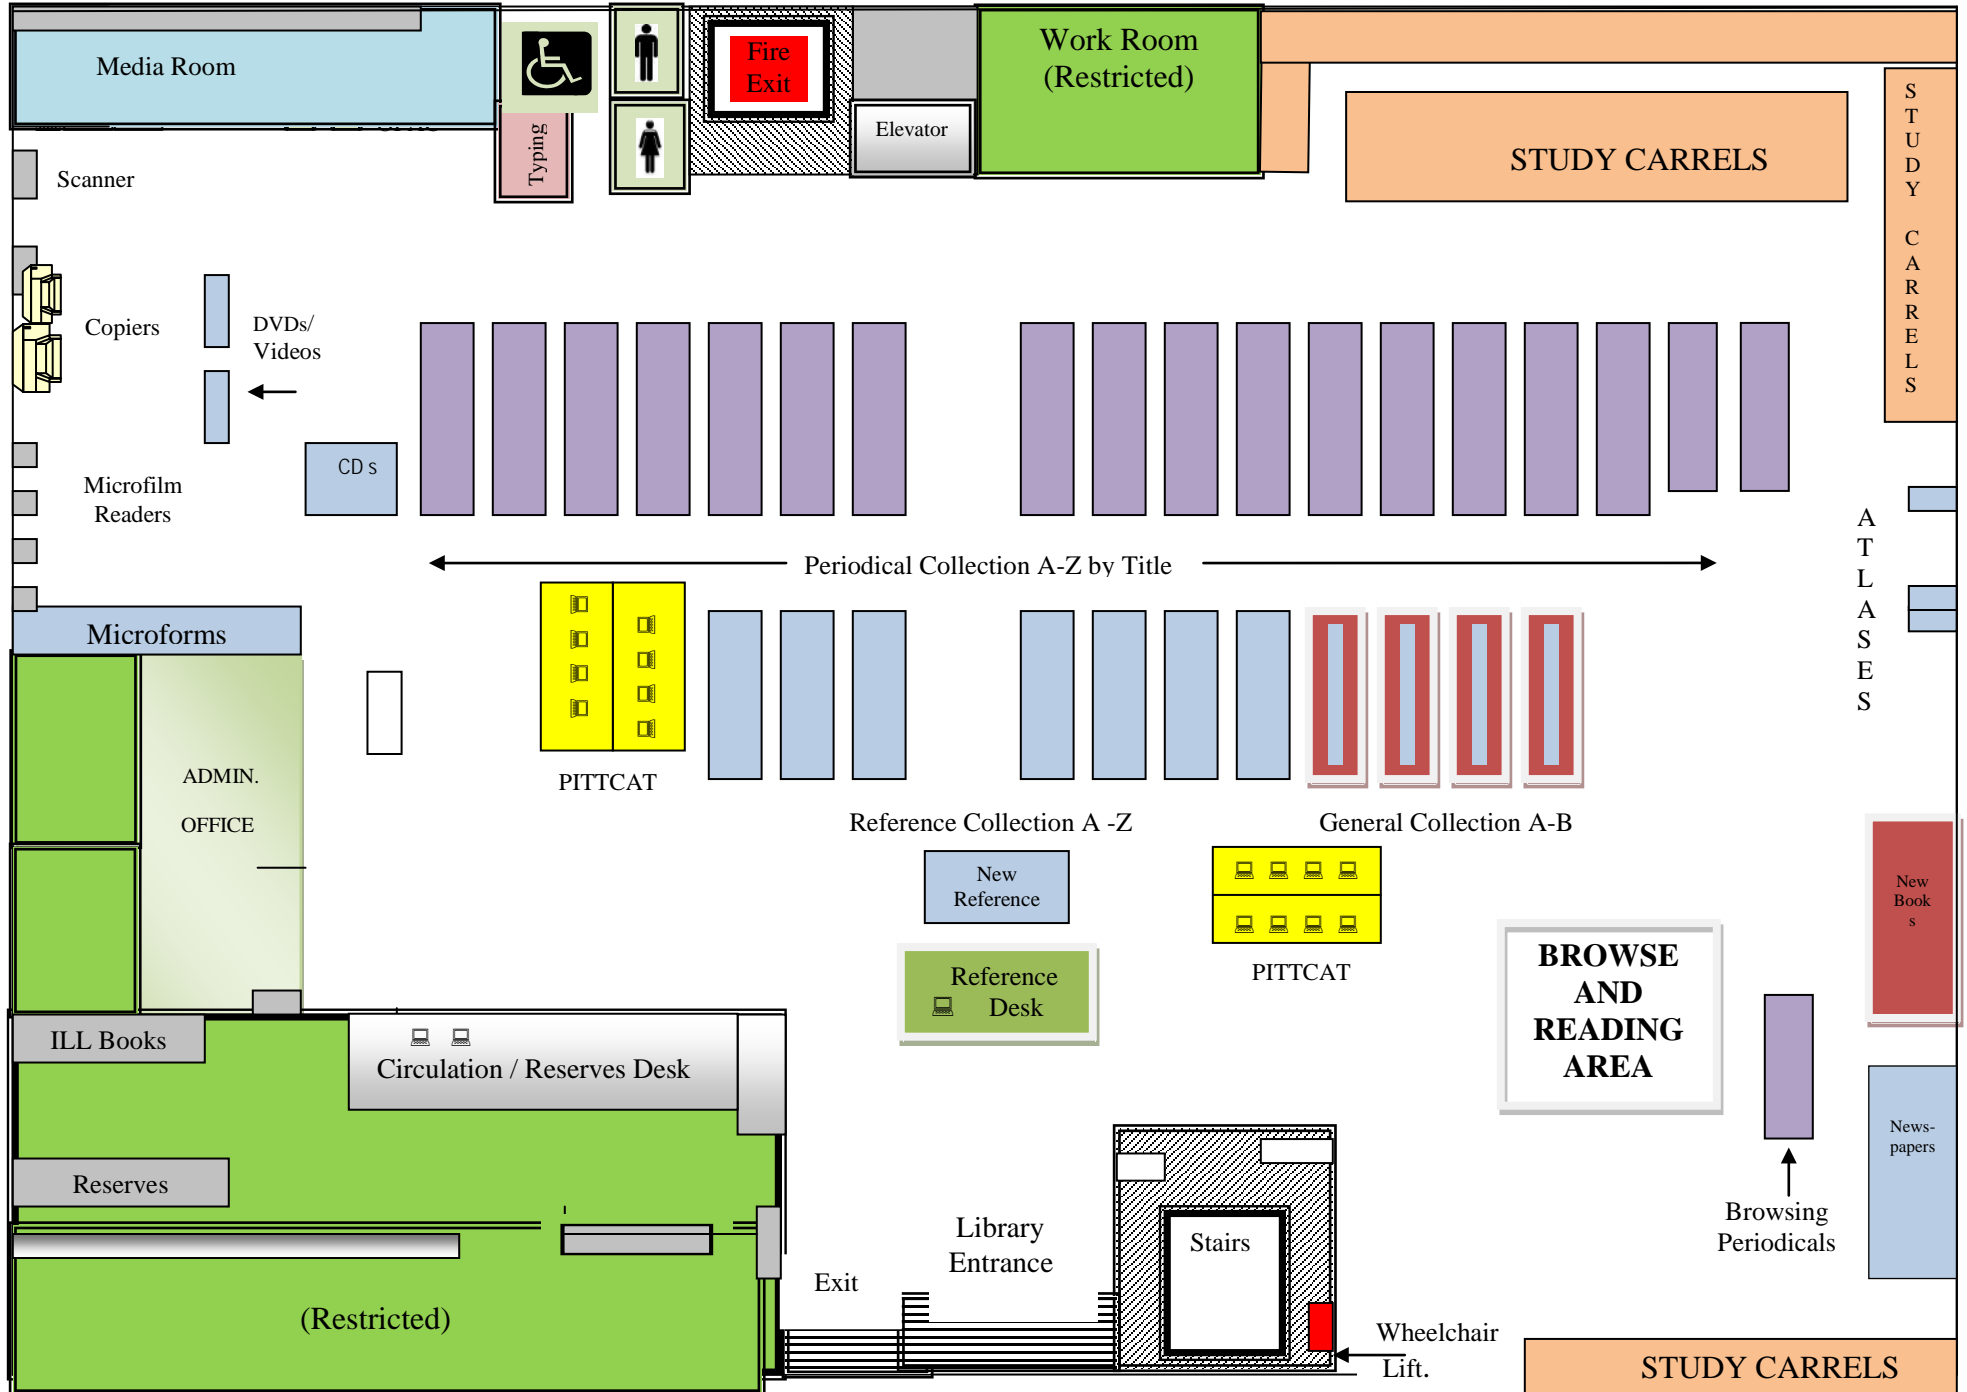 Media Room
Typing
Fire
Exit
Elevator
Work Room
(Restricted)
STUDY CARRELS
STUDY CARRELS
Scanner
Copiers
DVDs/
Videos
CD s
Microfilm
Readers
Periodical Collection A-Z by Title
ATLASES
Microforms
ADMIN.
OFFICE
PITTCAT
Reference Collection A -Z
General Collection A-B
New
Reference
PITTCAT
Reference
Desk
BROWSE
AND
READING
AREA
New
Book
s
ILL Books
Circulation / Reserves Desk
Reserves
News-
papers
Browsing
Periodicals
Library
Entrance
Stairs
Exit
(Restricted)
Wheelchair
Lift.
STUDY CARRELS